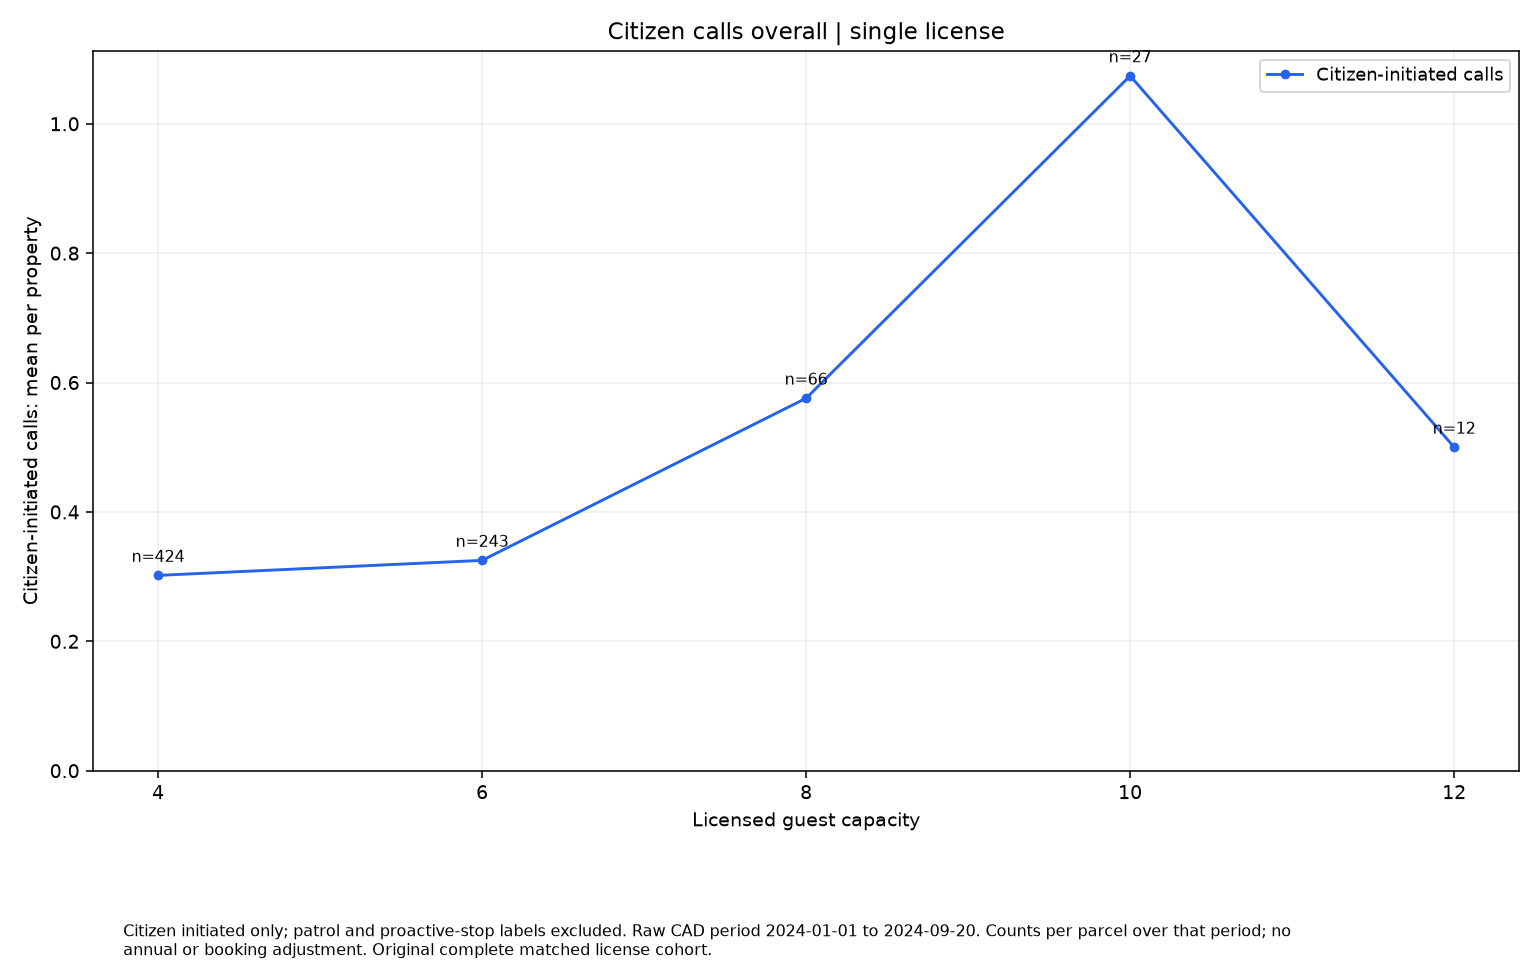 Citizen calls overall | single license
n=27
Citizen-initiated calls
1.0
0.8
0.6
0.4
0.2
0.0
Citizen-initiated calls: mean per property
n=66
n=12
n=243
n=424
4
6
8
10
12
Licensed guest capacity
Citizen initiated only; patrol and proactive-stop labels excluded. Raw CAD period 2024-01-01 to 2024-09-20. Counts per parcel over that period; no
annual or booking adjustment. Original complete matched license cohort.